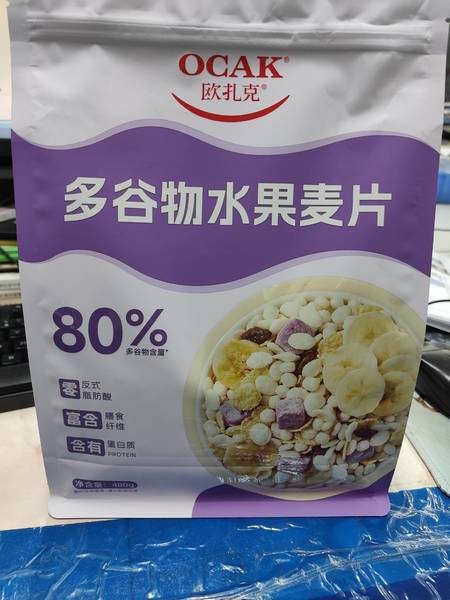 OCAK®
欧扎克®
多谷物水果麦片
80%
多谷物含量*
零 反式
脂肪酸
富含 膳食
纤维
含有 蛋白质
PROTEIN
净含量：480g